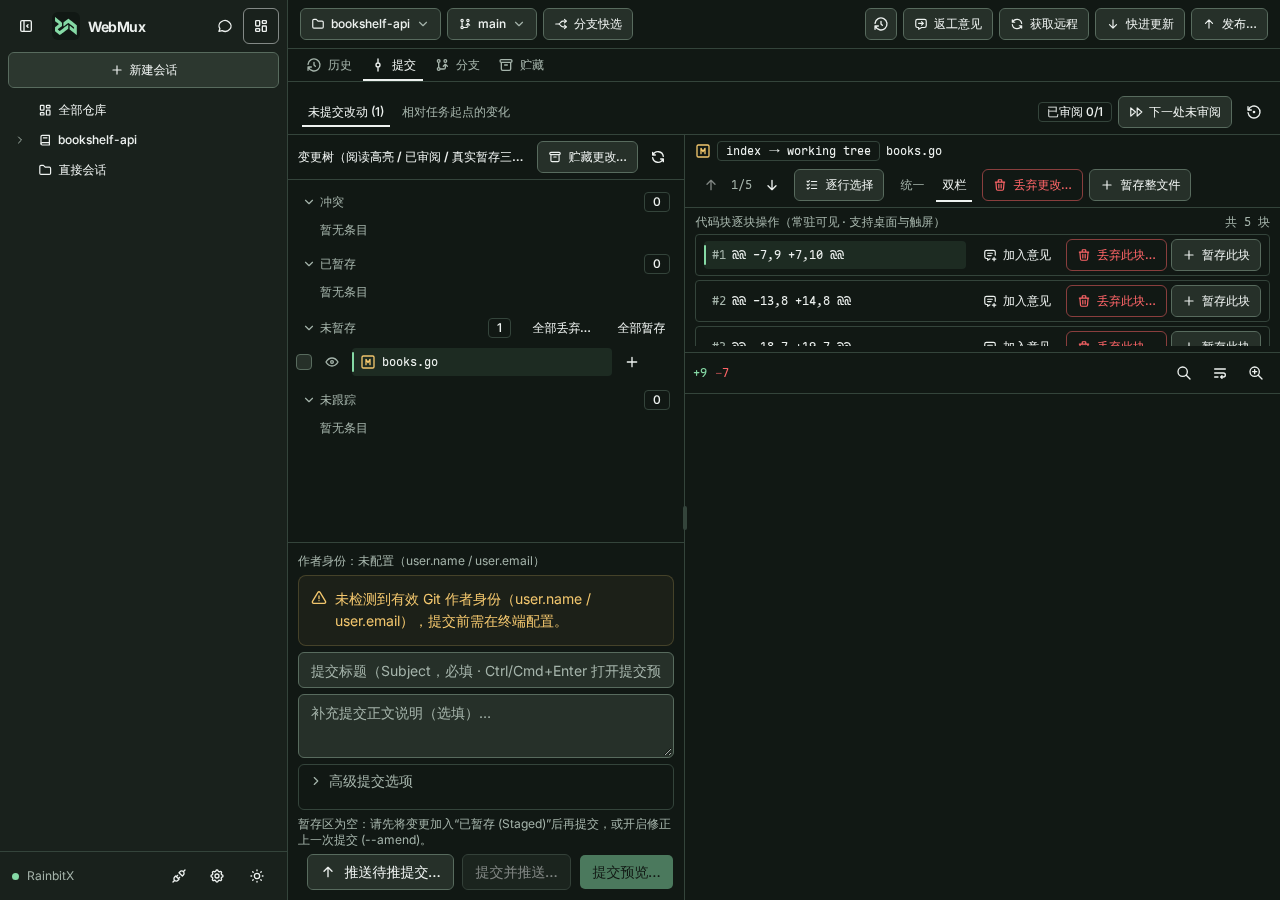 WebMux
新建会话
全部仓库
bookshelf-api
直接会话
RainbitX
bookshelf-api
main
分支快选
返工意见
获取远程
快进更新
发布...
历史
提交
分支
贮藏
未提交改动 (1)
相对任务起点的变化
已审阅 0/1
下一处未审阅
变更树（阅读高亮 / 已审阅 / 真实暂存三...
贮藏更改...
冲突
0
暂无条目
已暂存
0
暂无条目
未暂存
1
全部丢弃...
全部暂存
M books.go
未跟踪
0
暂无条目
作者身份：未配置（user.name / user.email）
未检测到有效 Git 作者身份（user.name /
user.email），提交前需在终端配置。
提交标题（Subject，必填 · Ctrl/Cmd+Enter 打开提交预
补充提交正文说明（选填）...
高级提交选项
暂存区为空：请先将变更加入“已暂存 (Staged)”后再提交，或开启修正
上一次提交 (--amend)。
推送待推提交...
提交并推送...
提交预览...
M index → working tree books.go
1/5
逐行选择
统一
双栏
丢弃更改...
暂存整文件
代码块逐块操作（常驻可见 · 支持桌面与触屏）
共 5 块
#1 @@ -7,9 +7,10 @@
加入意见
丢弃此块...
暂存此块
#2 @@ -13,8 +14,8 @@
加入意见
丢弃此块...
暂存此块
加入意见
丢弃此块...
暂存此块
+9 -7